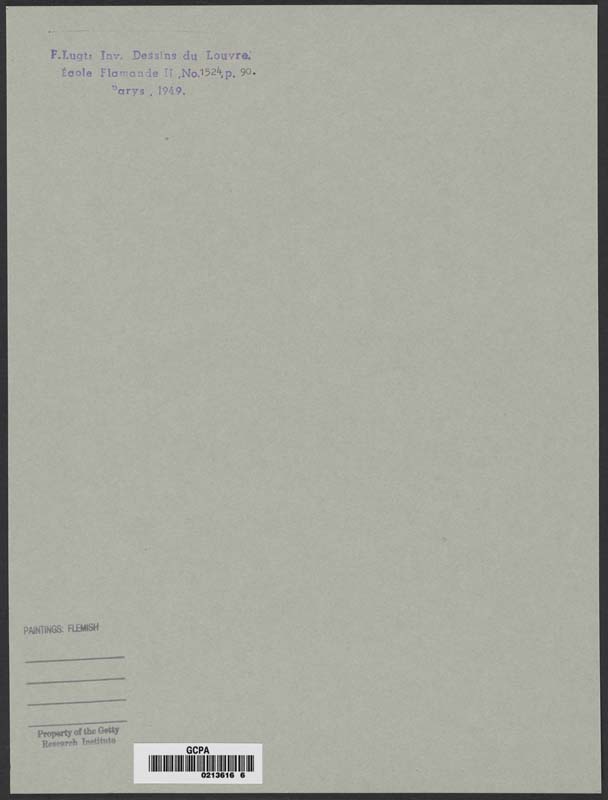 F.Lugt: Inv. Dessins du Louvre.
École Flamande II ,No.1524,p. 90.
Parys , 1949.
PAINTINGS: FLEMISH
Property of the Getty
Research Institute
GCPA
0213616 6